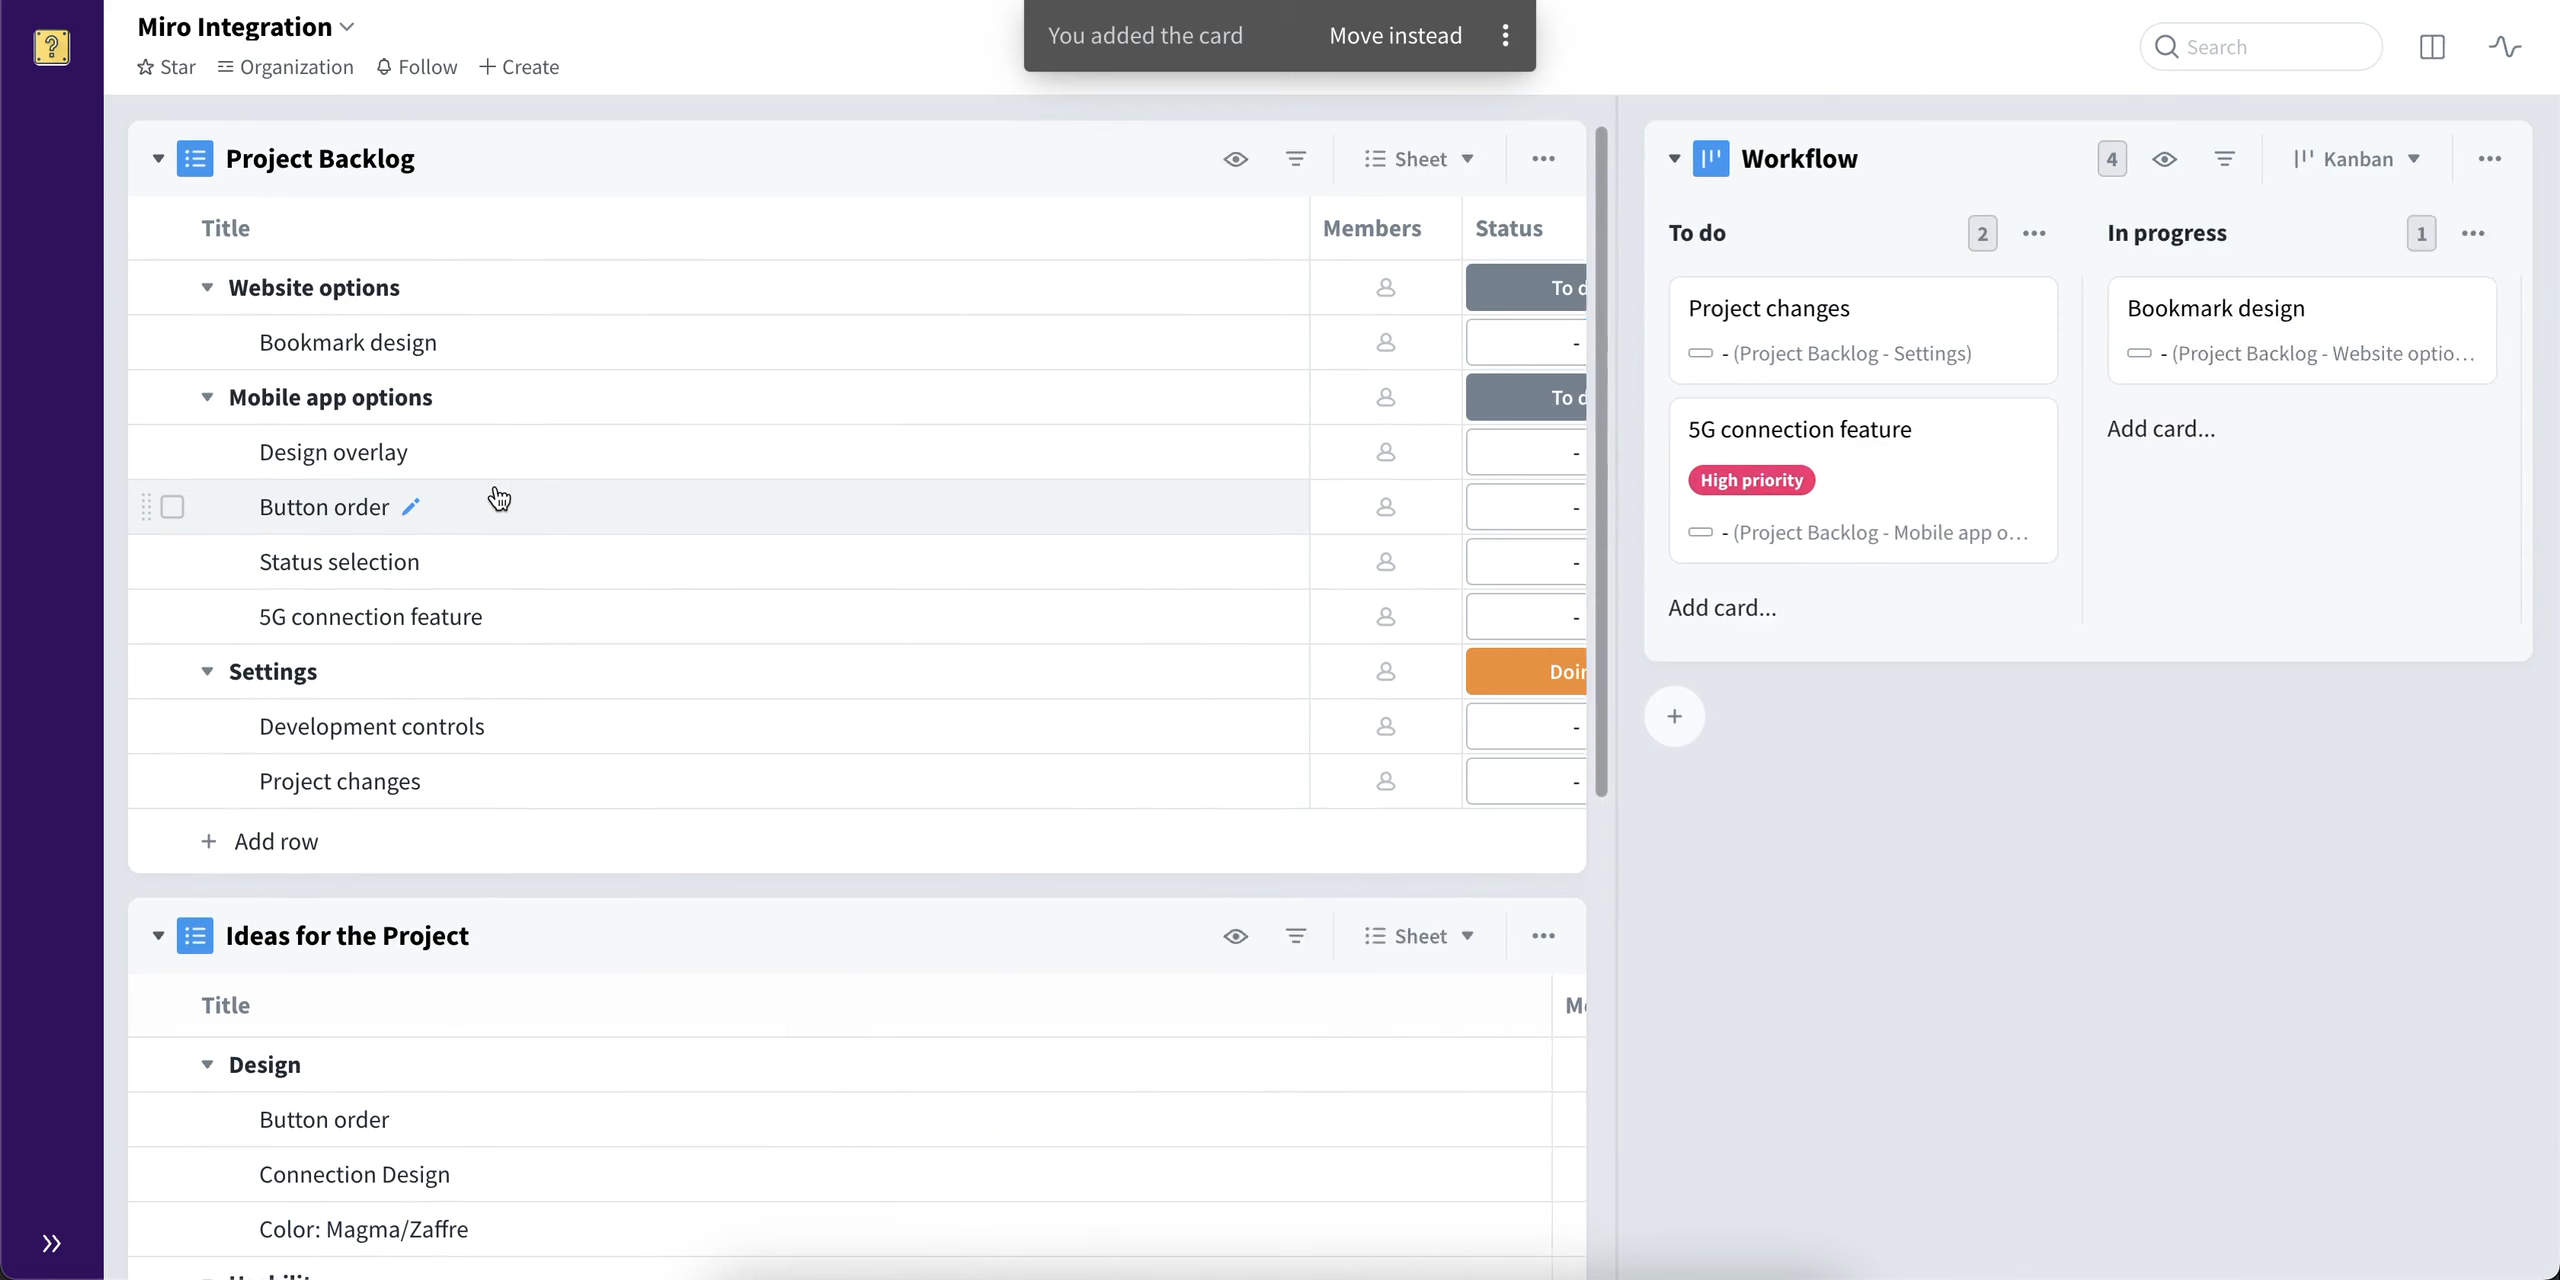 Miro Integration
Star
Organization
Follow
Create
You added the card
Move instead
Search
Project Backlog
Sheet
Title
Members
Status
Website options
To d
Bookmark design
-
Mobile app options
To d
Design overlay
-
Button order
-
Status selection
-
5G connection feature
-
Settings
Doin
Development controls
-
Project changes
-
+ Add row
Ideas for the Project
Sheet
Title
Me
Design
Button order
Connection Design
Color: Magma/Zaffre
Workflow
4
Kanban
To do
2
Project changes
- (Project Backlog - Settings)
5G connection feature
High priority
- (Project Backlog - Mobile app o...
Add card...
In progress
1
Bookmark design
- (Project Backlog - Website optio...
Add card...